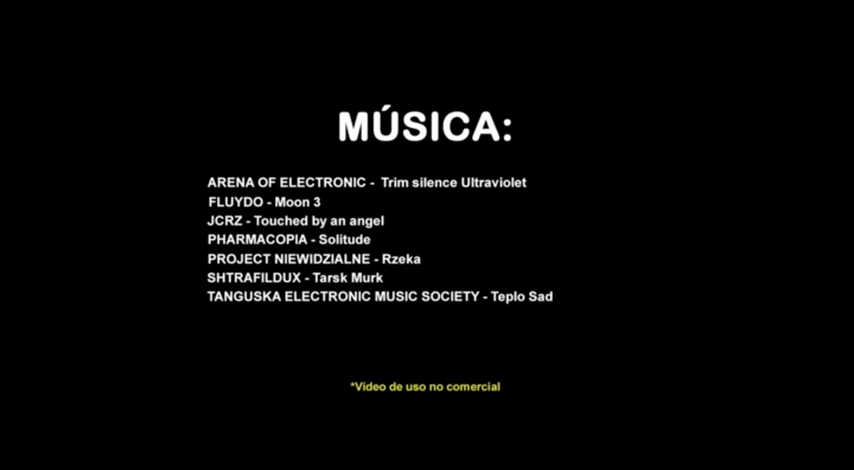 MÚSICA:
ARENA OF ELECTRONIC - Trim silence Ultraviolet
FLUYDO - Moon 3
JCRZ - Touched by an angel
PHARMACOPIA - Solitude
PROJECT NIEWIDZIALNE - Rzeka
SHTRAFILDUX - Tarsk Murk
TANGUSKA ELECTRONIC MUSIC SOCIETY - Teplo Sad
*Video de uso no comercial